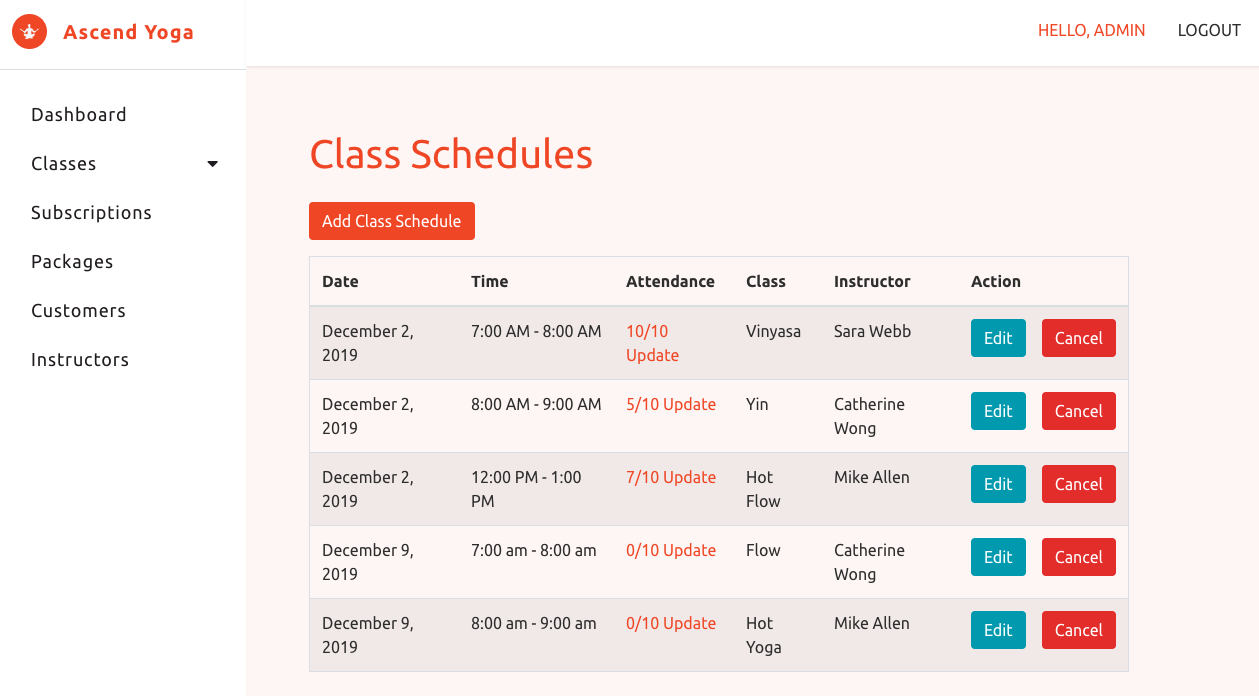 Ascend Yoga
HELLO, ADMIN LOGOUT
Dashboard
Classes
Subscriptions
Packages
Customers
Instructors
Class Schedules
Add Class Schedule
Date Time Attendance Class Instructor Action
December 2, 7:00 AM - 8:00 AM 10/10 Vinyasa Sara Webb Edit Cancel
2019 Update
December 2, 8:00 AM - 9:00 AM 5/10 Update Yin Catherine Edit Cancel
2019 Wong
December 2, 12:00 PM - 1:00 7/10 Update Hot Mike Allen Edit Cancel
2019 PM Flow
December 9, 7:00 am - 8:00 am 0/10 Update Flow Catherine Edit Cancel
2019 Wong
December 9, 8:00 am - 9:00 am 0/10 Update Hot Mike Allen Edit Cancel
2019 Yoga